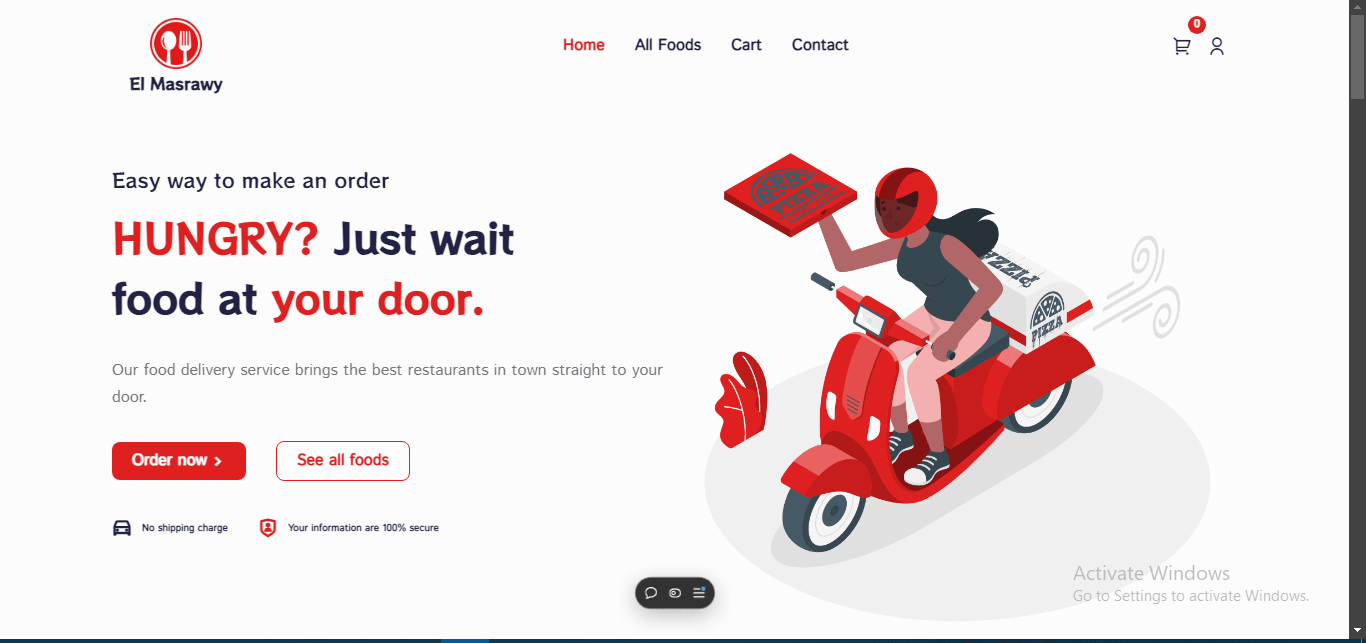 0
El Masrawy
Home
All Foods
Cart
Contact
Easy way to make an order
HUNGRY? Just wait
food at your door.
Our food delivery service brings the best restaurants in town straight to your
door.
Order now
See all foods
No shipping charge
Your information are 100% secure
PIZZA
PIZZA
PIZZA
Activate Windows
Go to Settings to activate Windows.